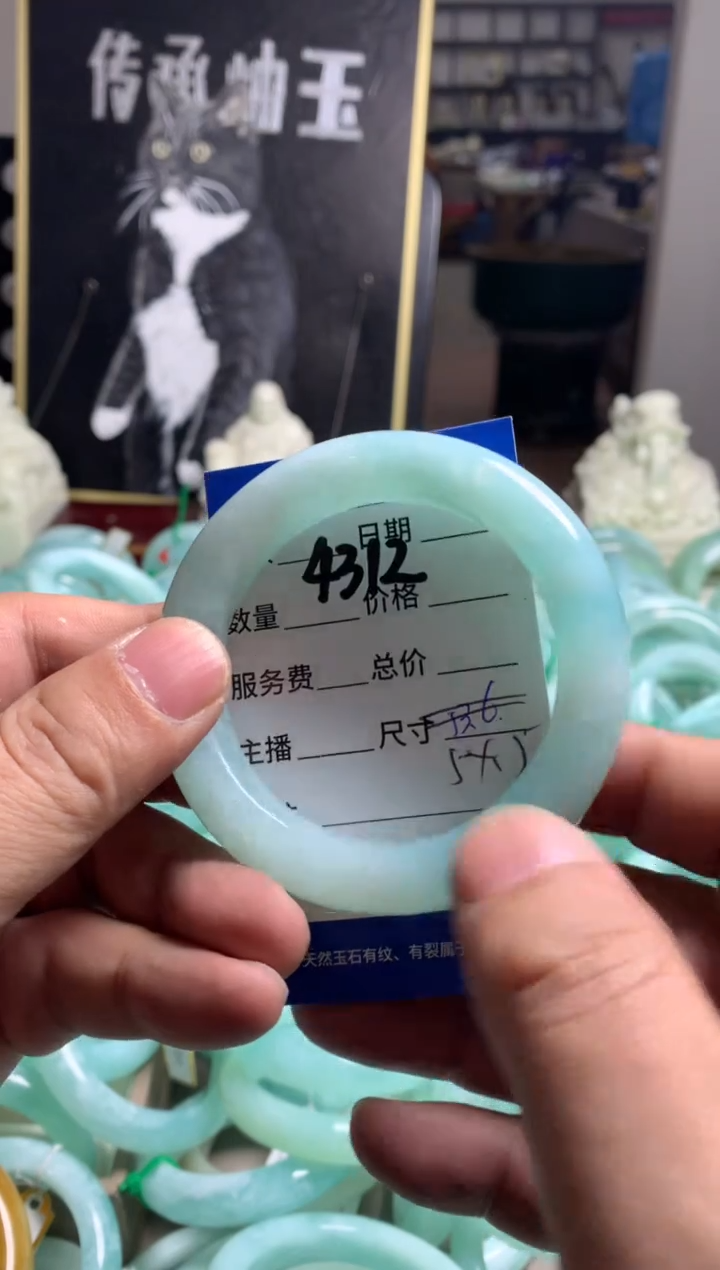 传承岫玉
日期
4312
数量 价格
服务费 总价
主播 尺寸
天然玉石有纹、有裂属于